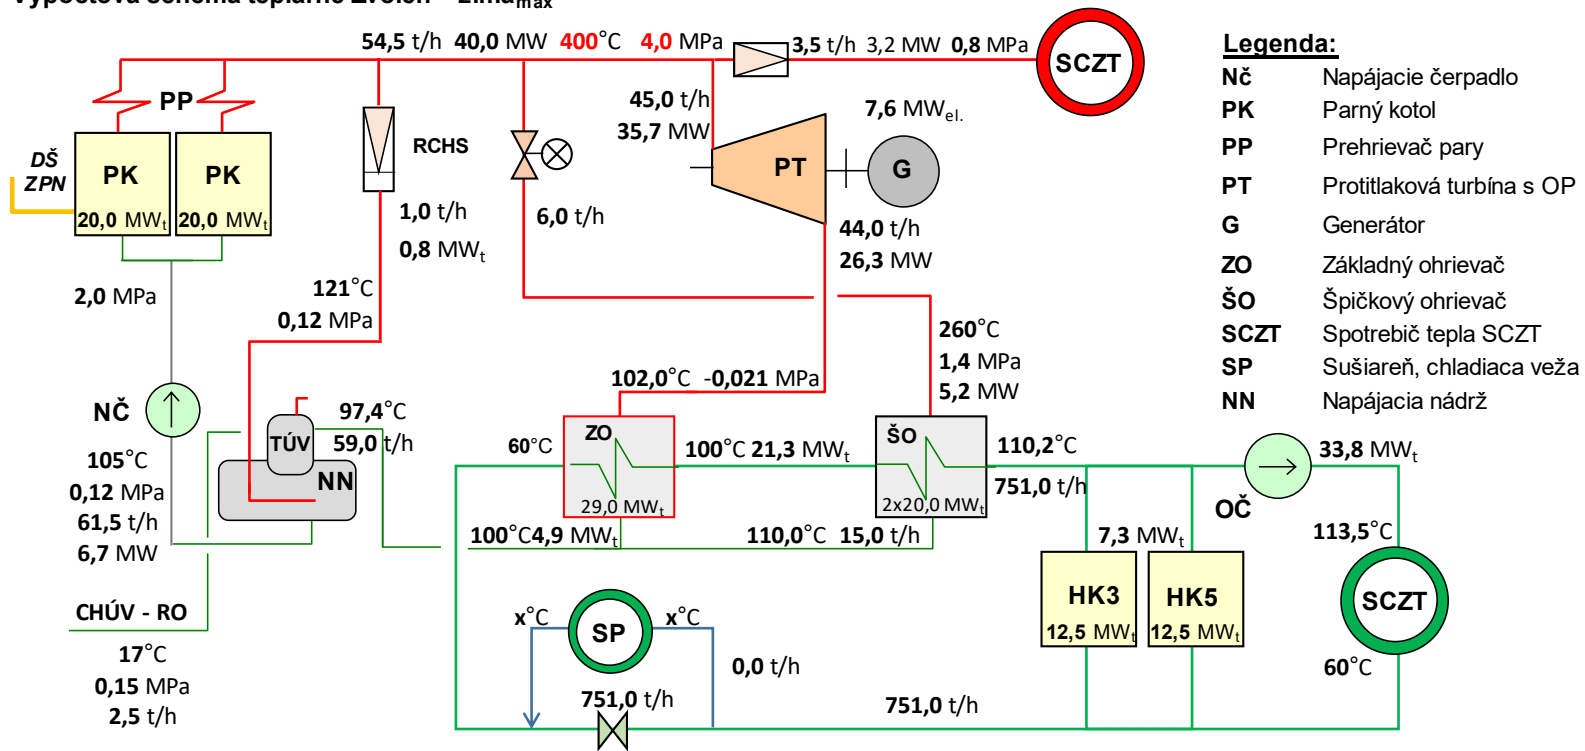 54,5 t/h 40,0 MW 400°C 4,0 MPa
3,5 t/h 3,2 MW 0,8 MPa
SCZT
Legenda:
Nč Napájacie čerpadlo
PK Parný kotol
PP Prehrievač pary
PT Protitlaková turbína s OP
G Generátor
ZO Základný ohrievač
ŠO Špičkový ohrievač
SCZT Spotrebič tepla SCZT
SP Sušiareň, chladiaca veža
NN Napájacia nádrž
PP
DŠ
ZPN
PK
20,0 MWt
PK
20,0 MWt
RCHS
1,0 t/h
0,8 MWt
6,0 t/h
45,0 t/h
35,7 MW
7,6 MWel.
PT
G
44,0 t/h
26,3 MW
2,0 MPa
121°C
0,12 MPa
260°C
1,4 MPa
5,2 MW
102,0°C -0,021 MPa
NČ
TÚV
97,4°C
59,0 t/h
NN
105°C
0,12 MPa
61,5 t/h
6,7 MW
60°C
ZO
29,0 MWt
100°C 21,3 MWt
ŠO
2x20,0 MWt
110,2°C
751,0 t/h
OČ
33,8 MWt
100°C 4,9 MWt
110,0°C 15,0 t/h
7,3 MWt
113,5°C
HK3
12,5 MWt
HK5
12,5 MWt
SCZT
60°C
CHÚV - RO
17°C
0,15 MPa
2,5 t/h
x°C
SP
x°C
0,0 t/h
751,0 t/h
751,0 t/h